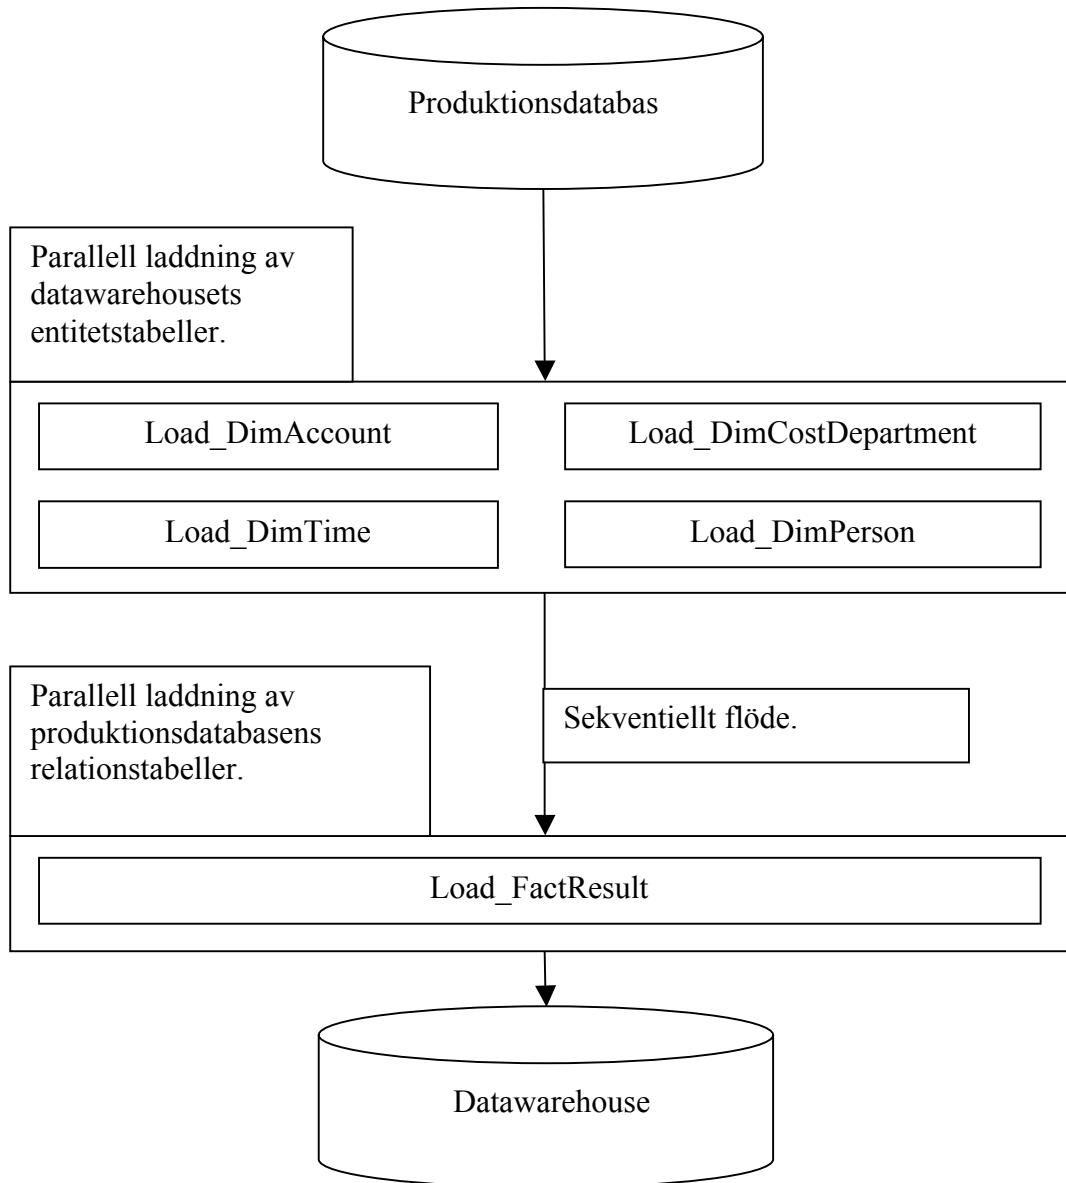 Produktionsdatabas
Parallell laddning av
datawarehousets
entitetstabeller.
Load_DimAccount
Load_DimCostDepartment
Load_DimTime
Load_DimPerson
Parallell laddning av
produktionsdatabasens
relationstabeller.
Sekventiellt flöde.
Load_FactResult
Datawarehouse